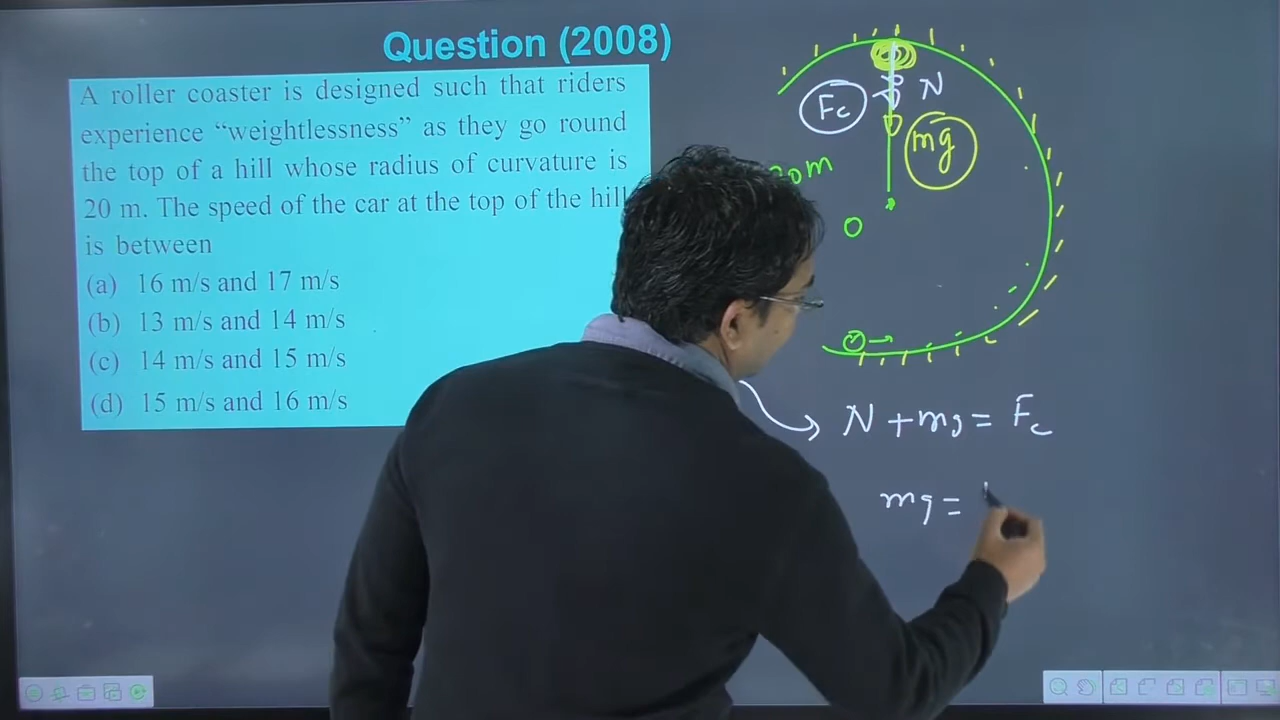 Question (2008)
A roller coaster is designed such that riders
experience “weightlessness” as they go round
the top of a hill whose radius of curvature is
20 m. The speed of the car at the top of the hill
is between
(a) 16 m/s and 17 m/s
(b) 13 m/s and 14 m/s
(c) 14 m/s and 15 m/s
(d) 15 m/s and 16 m/s
Fc N
mg
20m
O
N + mg = Fc
mg =